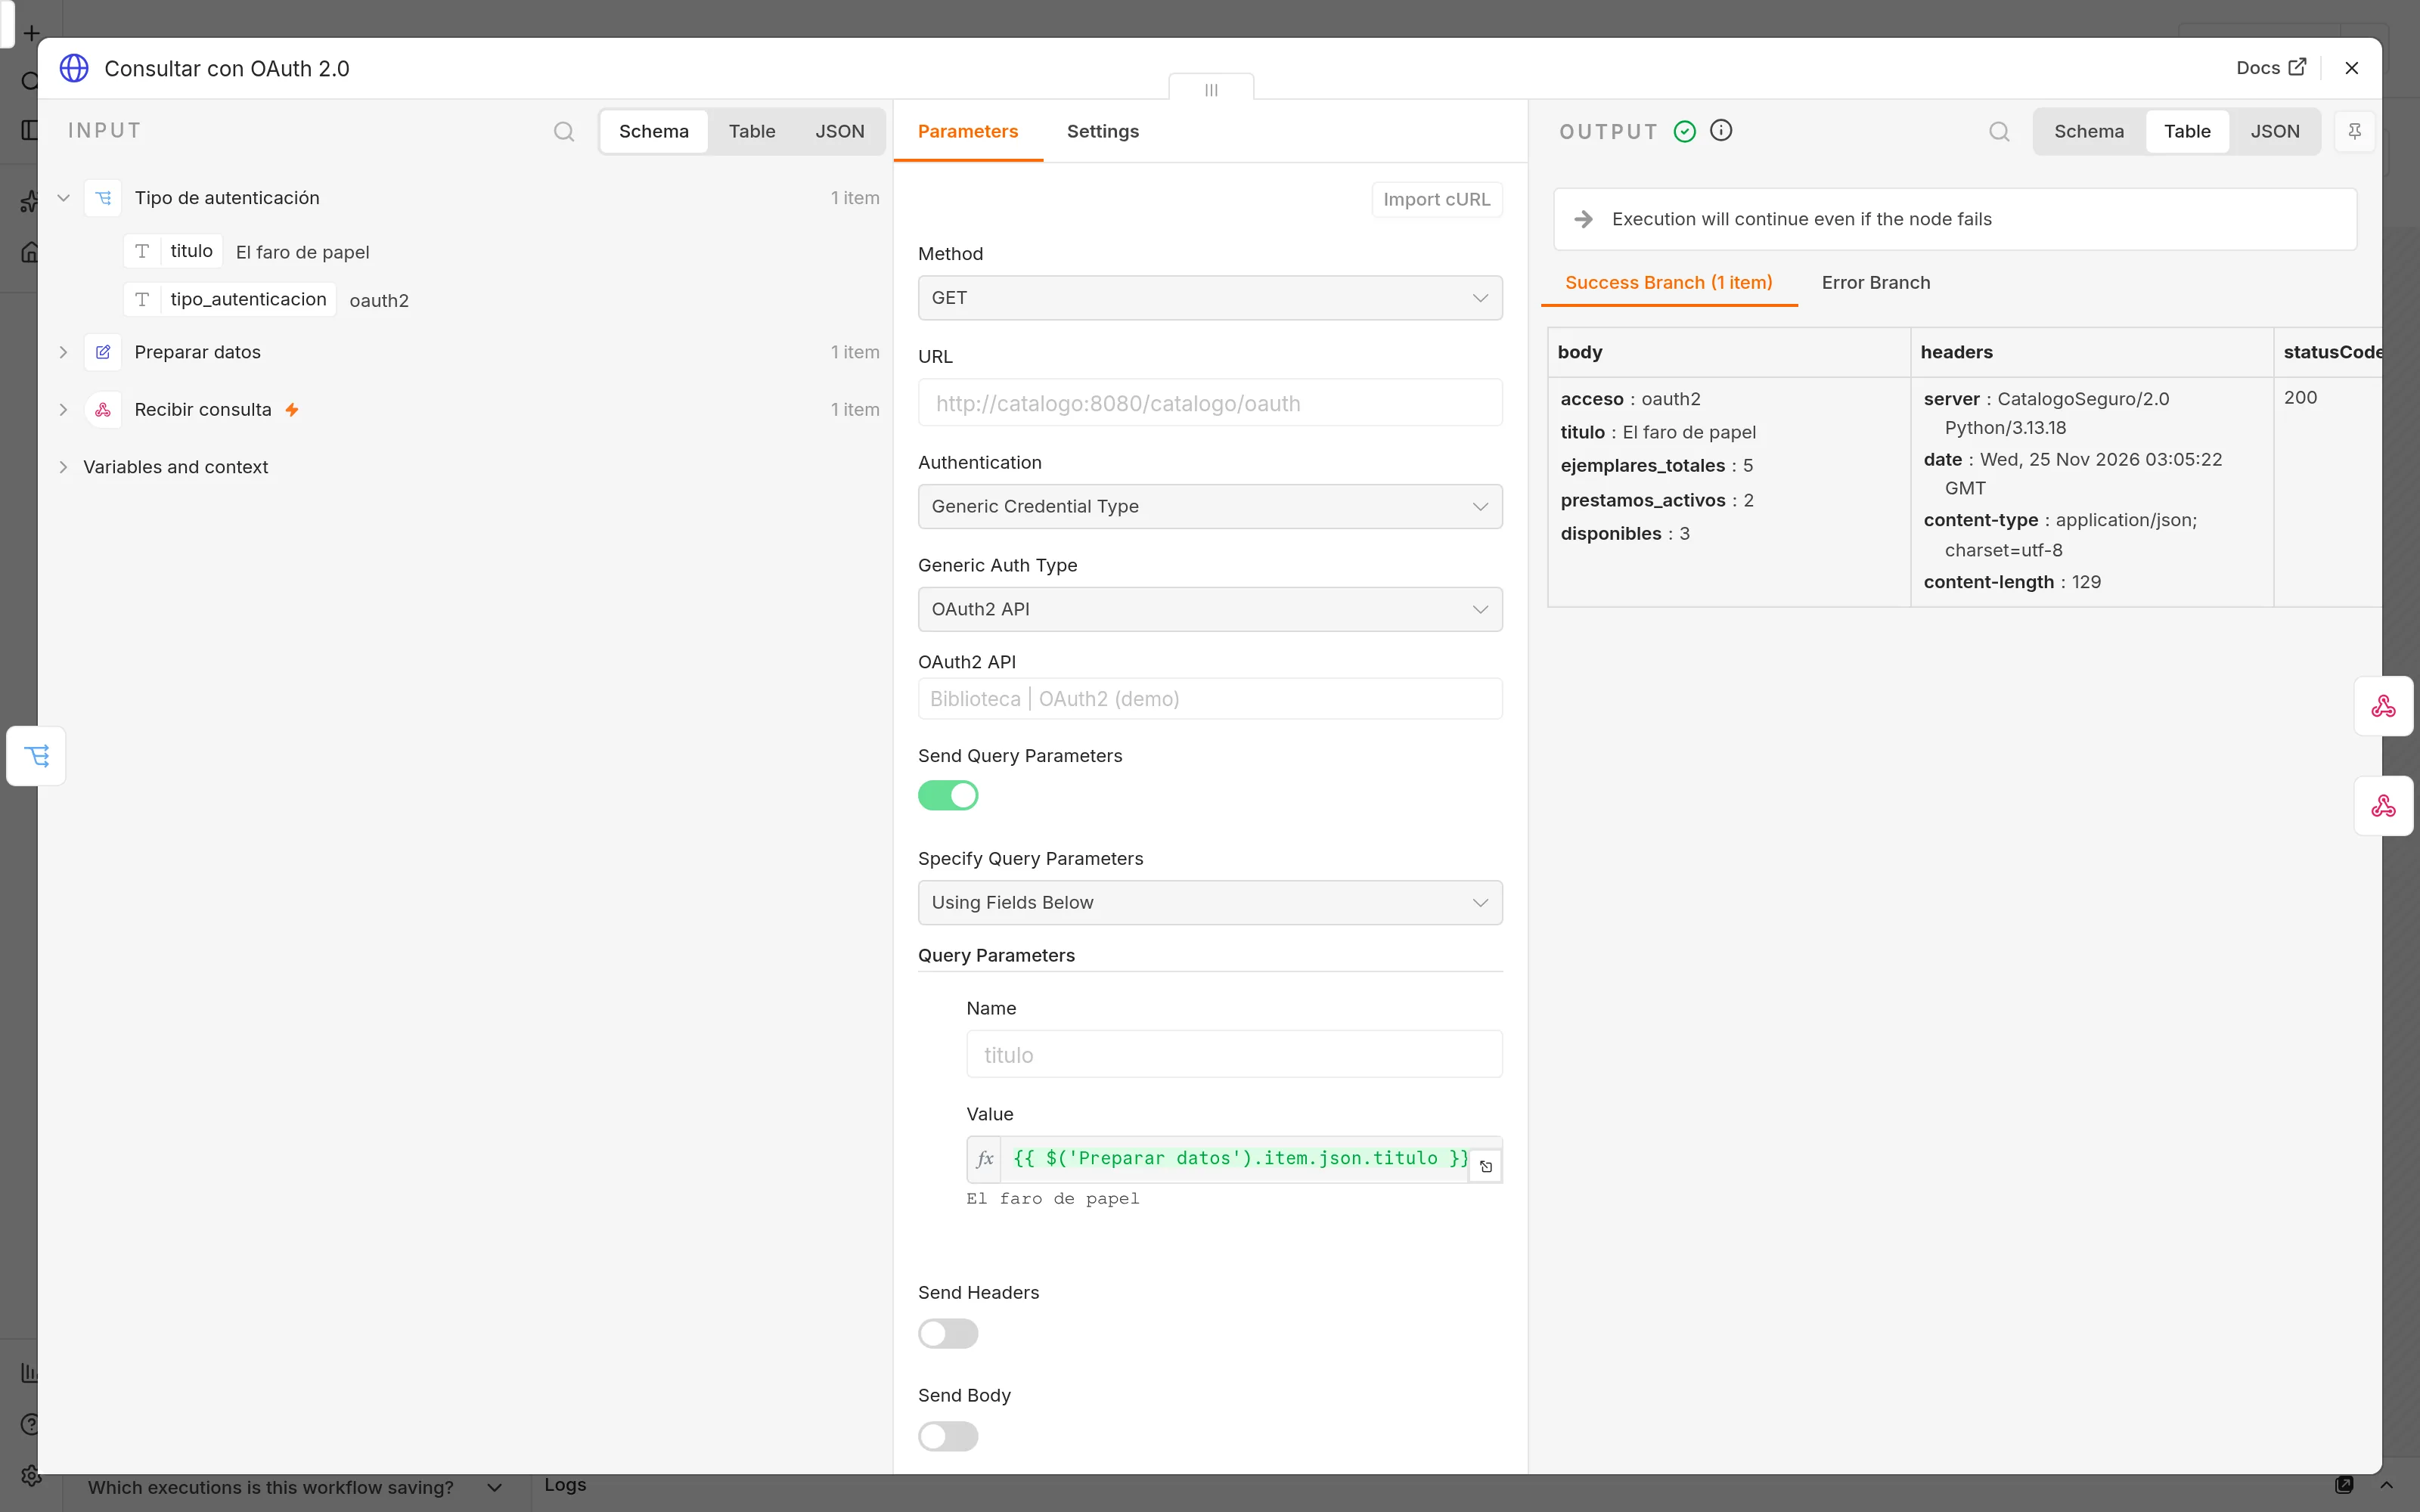 Consultar con OAuth 2.0
Docs
INPUT
Schema
Table
JSON
Tipo de autenticación
1 item
T titulo El faro de papel
T tipo_autenticacion oauth2
Preparar datos
1 item
Recibir consulta
1 item
Variables and context
Parameters
Settings
Import cURL
Method
GET
URL
http://catalogo:8080/catalogo/oauth
Authentication
Generic Credential Type
Generic Auth Type
OAuth2 API
OAuth2 API
Biblioteca | OAuth2 (demo)
Send Query Parameters
Specify Query Parameters
Using Fields Below
Query Parameters
Name
titulo
Value
fx {{ $('Preparar datos').item.json.titulo }}
El faro de papel
Send Headers
Send Body
OUTPUT
Schema
Table
JSON
Execution will continue even if the node fails
Success Branch (1 item)
Error Branch
body
headers
statusCode
acceso : oauth2
titulo : El faro de papel
ejemplares_totales : 5
prestamos_activos : 2
disponibles : 3
server : CatalogoSeguro/2.0
Python/3.13.18
date : Wed, 25 Nov 2026 03:05:22
GMT
content-type : application/json;
charset=utf-8
content-length : 129
200
Which executions is this workflow saving?
Logs